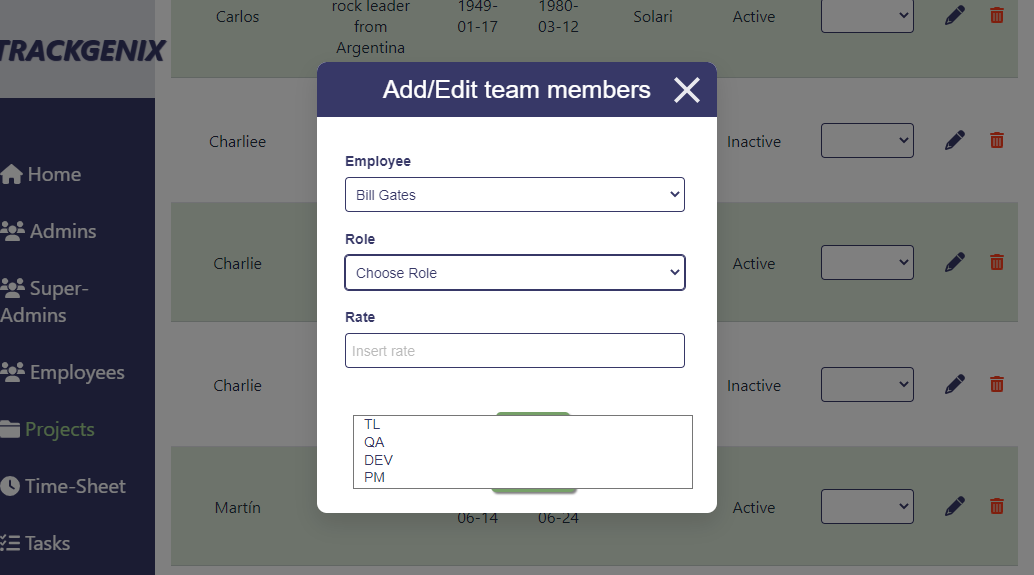 TRACKGENIX
Home
Admins
Super-
Admins
Employees
Projects
Time-Sheet
Tasks
Carlos
rock leader
from
Argentina
1949-
01-17
1980-
03-12
Solari
Active
Charliee
Inactive
Charlie
Active
Charlie
Inactive
Martín
06-14
06-24
Active
Add/Edit team members
Employee
Bill Gates
Role
Choose Role
Rate
Insert rate
TL
QA
DEV
PM